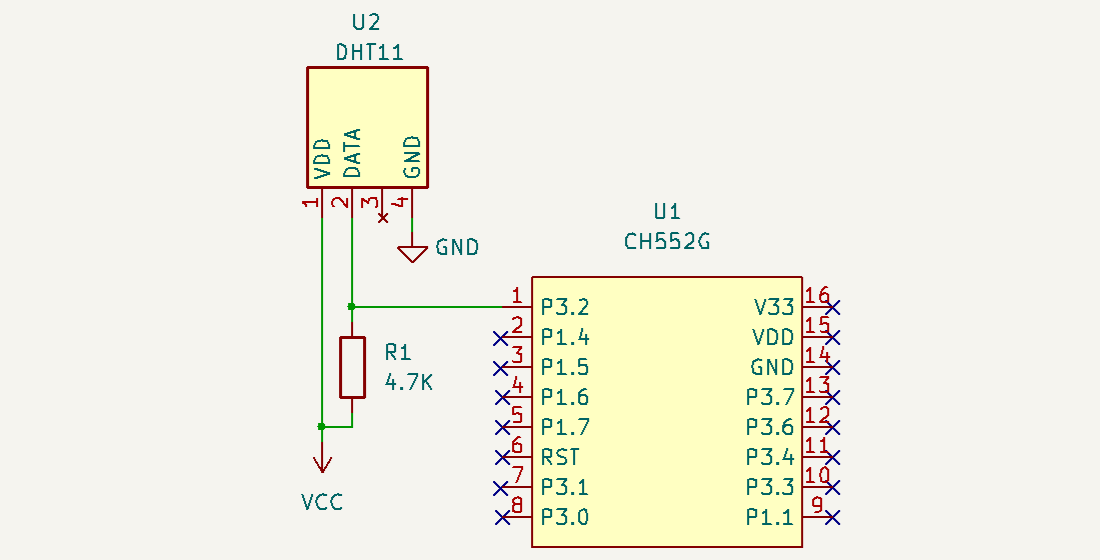 U2
DHT11
VDD
DATA
GND
1
2
3
4
GND
U1
CH552G
1 P3.2 V33 16
2 P1.4 VDD 15
3 P1.5 GND 14
4 P1.6 P3.7 13
5 P1.7 P3.6 12
6 RST P3.4 11
7 P3.1 P3.3 10
8 P3.0 P1.1 9
R1
4.7K
VCC